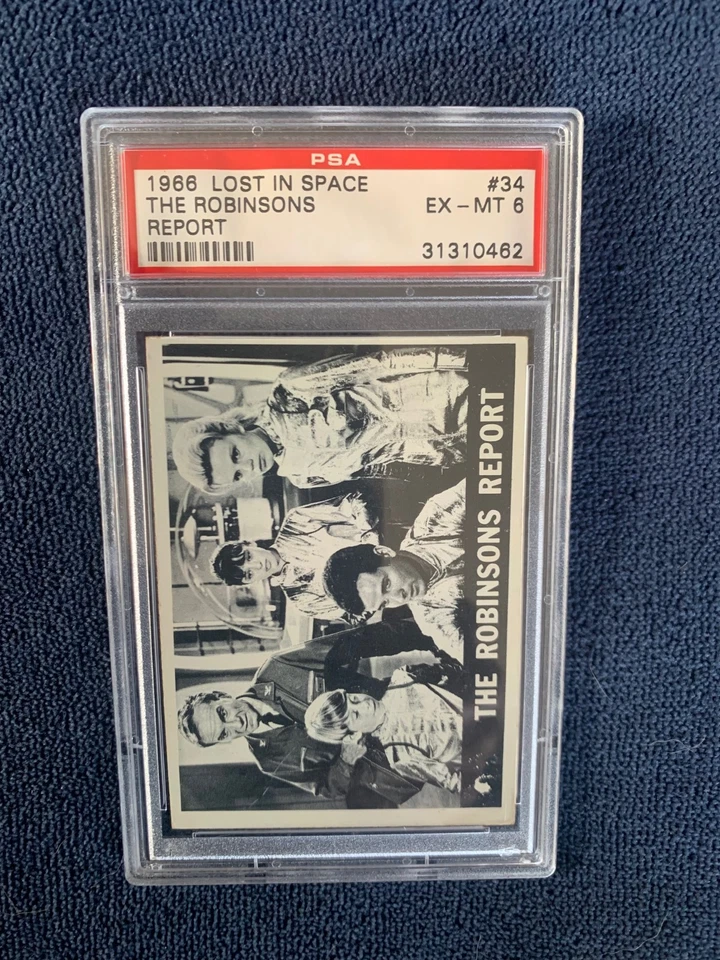 PSA
1966 LOST IN SPACE #34
THE ROBINSONS EX-MT 6
REPORT
31310462
THE ROBINSONS REPORT